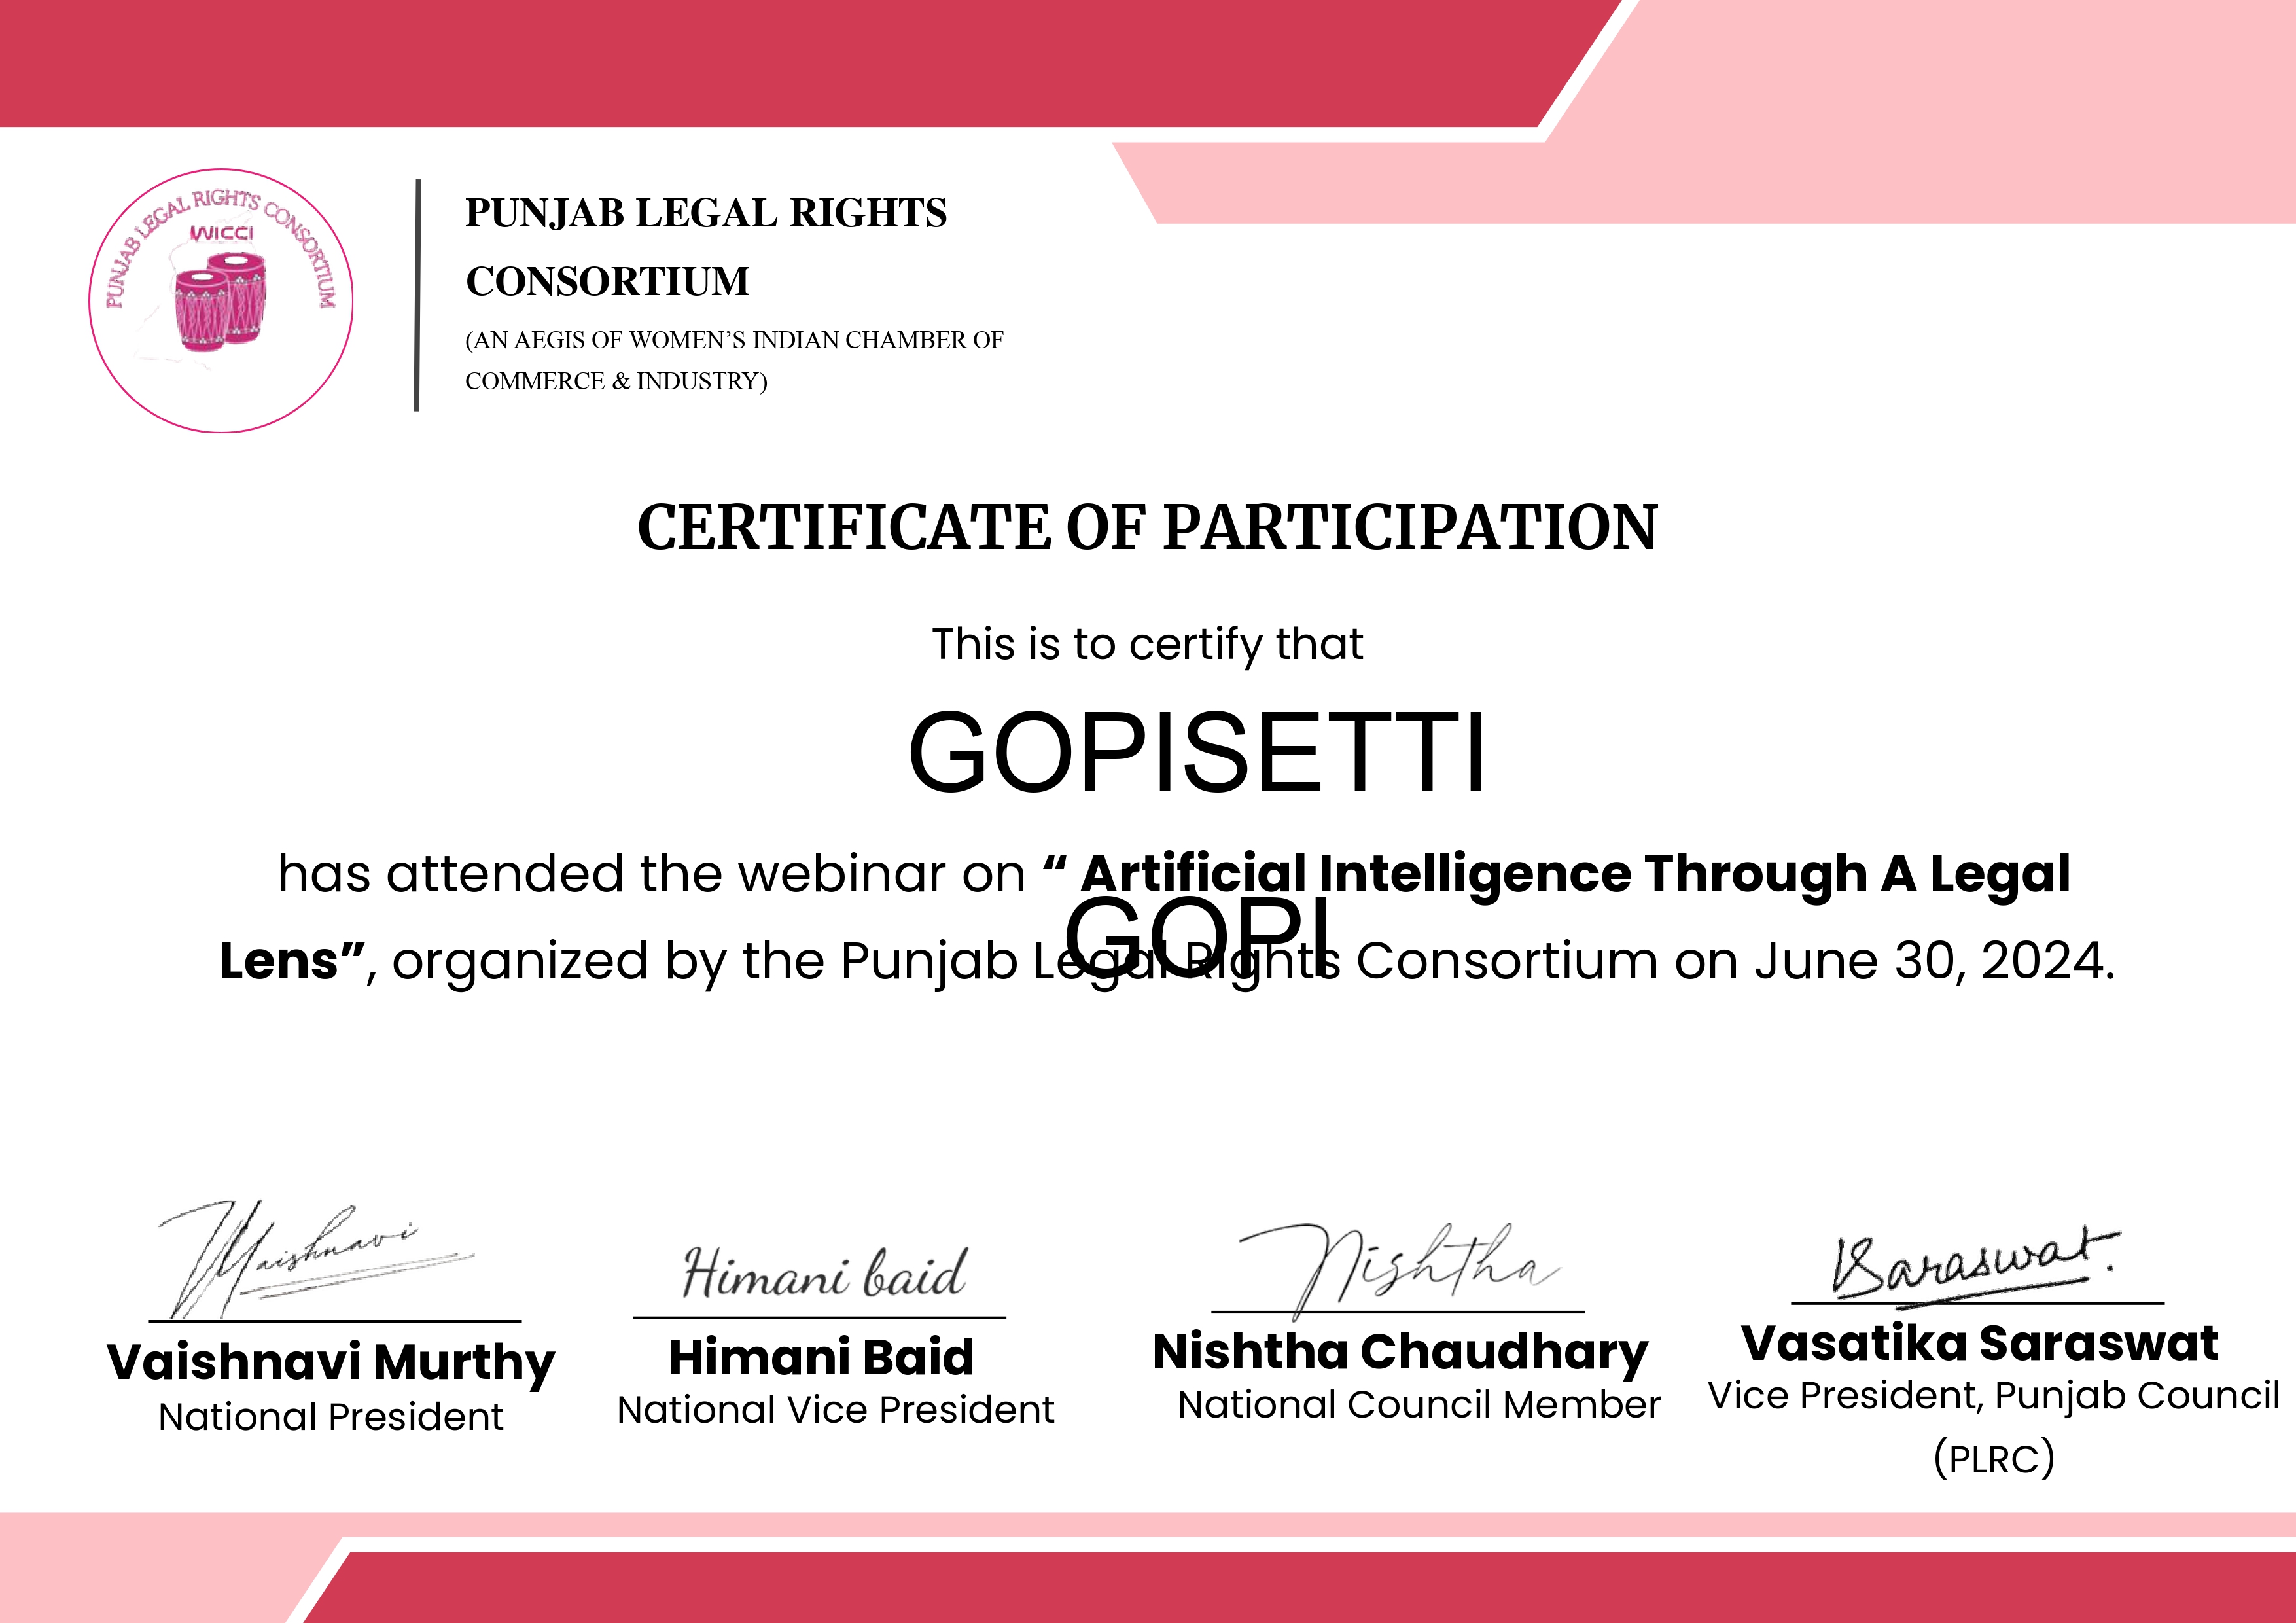 PUNJAB LEGAL RIGHTS CONSORTIUM
WICCI
PUNJAB LEGAL RIGHTS
CONSORTIUM
(AN AEGIS OF WOMEN’S INDIAN CHAMBER OF
COMMERCE & INDUSTRY)
CERTIFICATE OF PARTICIPATION
This is to certify that
GOPISETTI
GOPI
has attended the webinar on “ Artificial Intelligence Through A Legal
Lens”, organized by the Punjab Legal Rights Consortium on June 30, 2024.
Vaishnavi
Himani baid
Nishtha
VSaraswat.
Vaishnavi Murthy
National President
Himani Baid
National Vice President
Nishtha Chaudhary
National Council Member
Vasatika Saraswat
Vice President, Punjab Council
(PLRC)